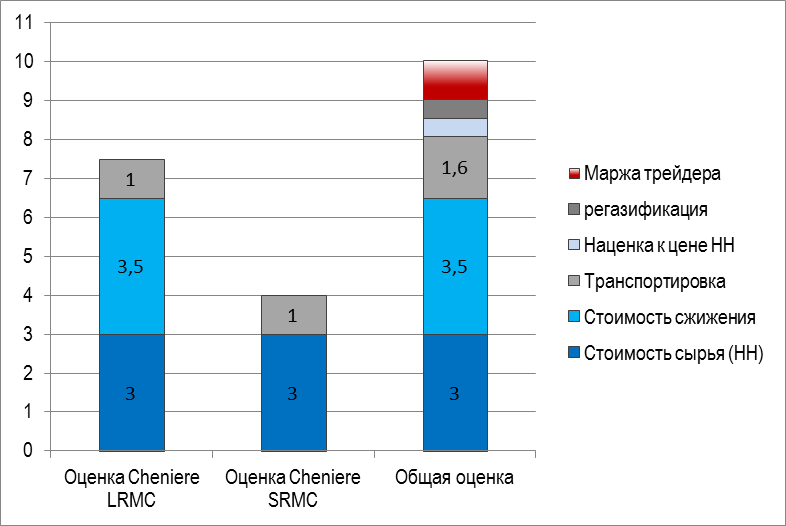 11
10
9
8
7
6
5
4
3
2
1
0
1
3,5
3
1
3
1,6
3,5
3
Оценка Cheniere
LRMC
Оценка Cheniere
SRMC
Общая оценка
Маржа трейдера
регазификация
Наценка к цене HH
Транспортировка
Стоимость сжижения
Стоимость сырья (HH)